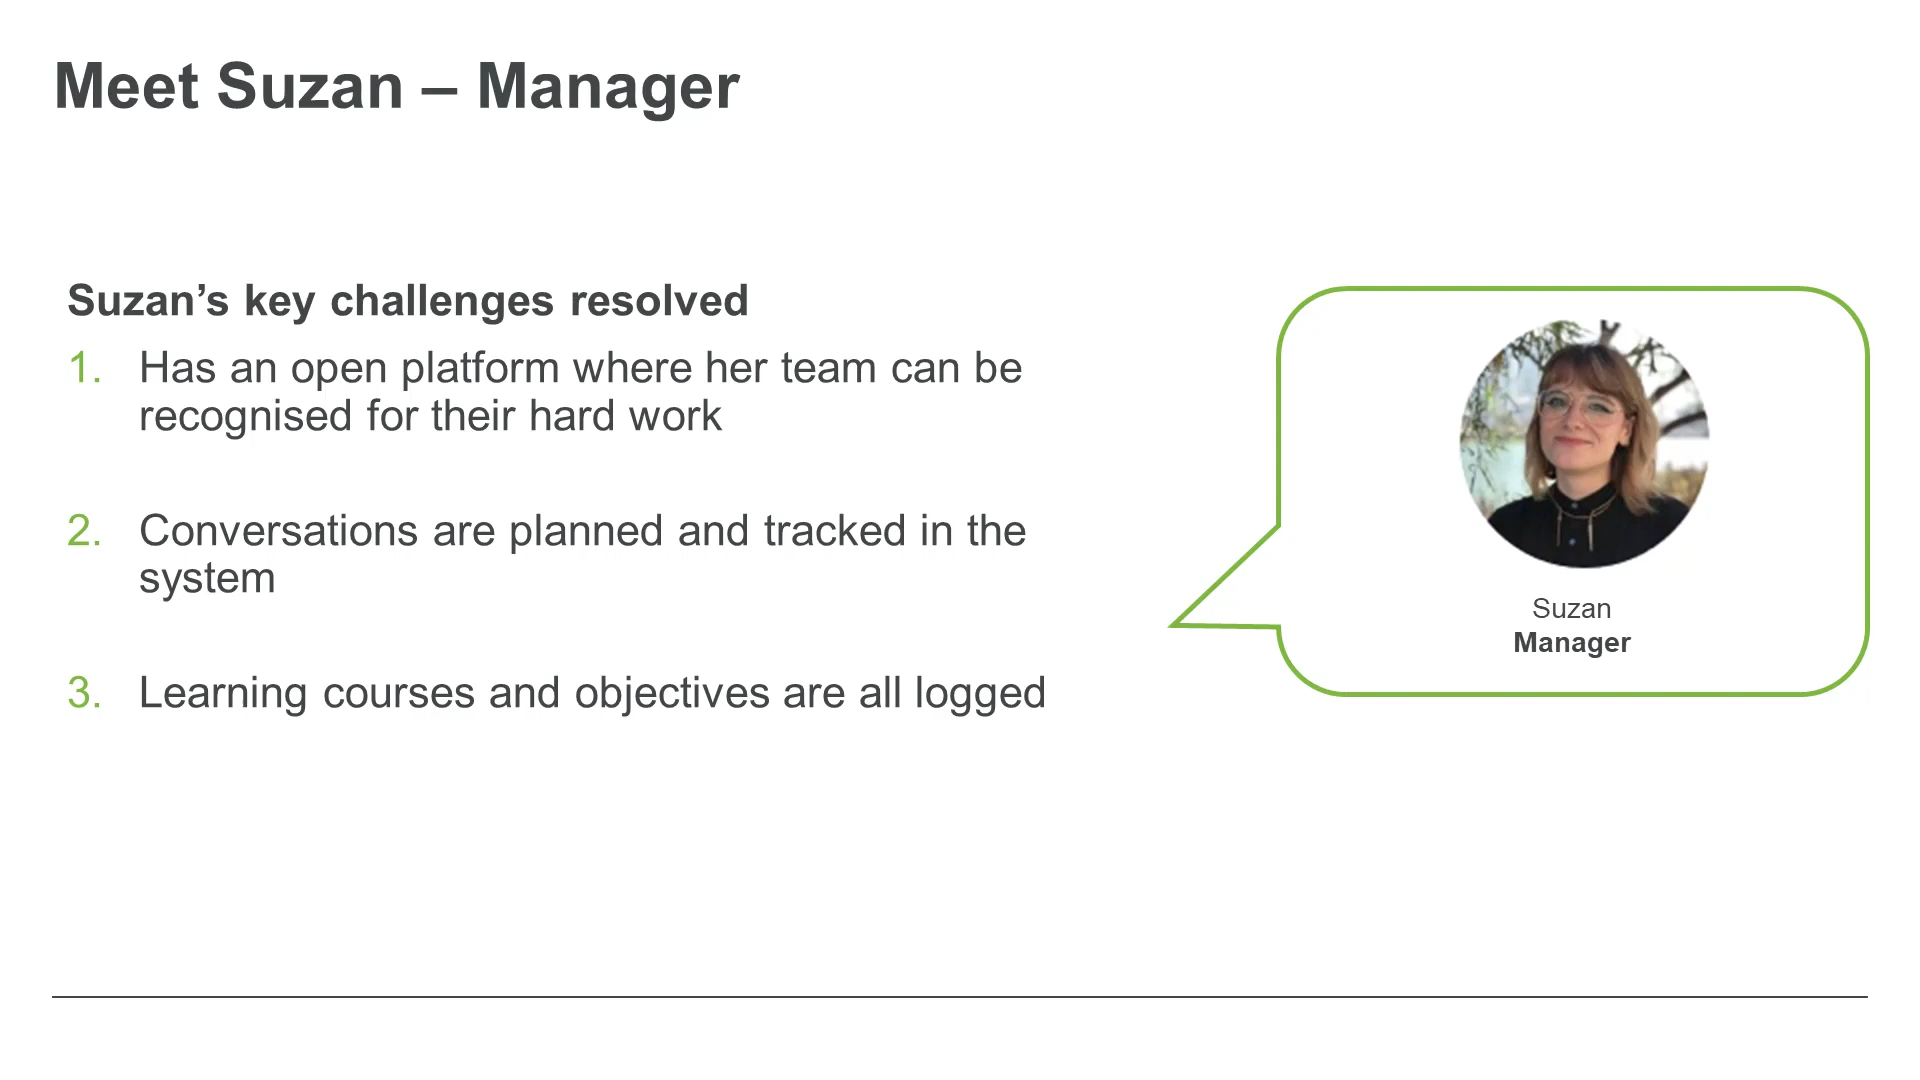 Meet Suzan – Manager
Suzan’s key challenges resolved
1. Has an open platform where her team can be
recognised for their hard work
2. Conversations are planned and tracked in the
system
3. Learning courses and objectives are all logged
Suzan
Manager